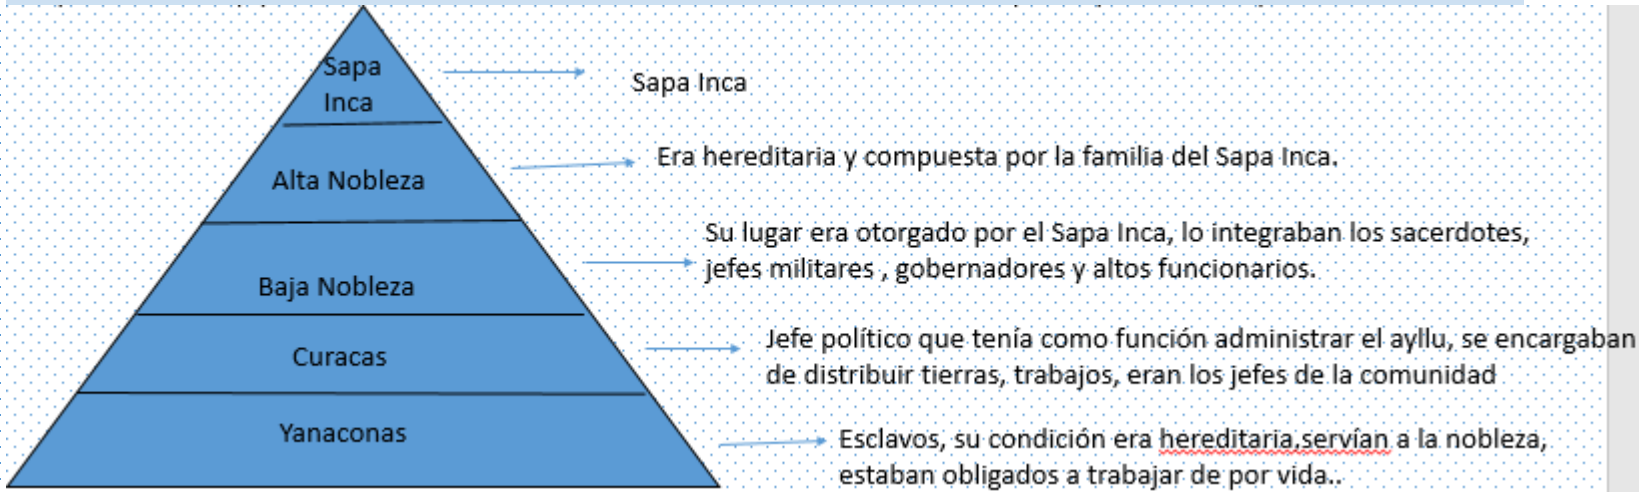 Sapa
Inca
Sapa Inca
Alta Nobleza
Era hereditaria y compuesta por la familia del Sapa Inca.
Baja Nobleza
Su lugar era otorgado por el Sapa Inca, lo integraban los sacerdotes,
jefes militares , gobernadores y altos funcionarios.
Curacas
Jefe político que tenía como función administrar el ayllu, se encargaban
de distribuir tierras, trabajos, eran los jefes de la comunidad
Yanaconas
Esclavos, su condición era hereditaria,servían a la nobleza,
estaban obligados a trabajar de por vida..